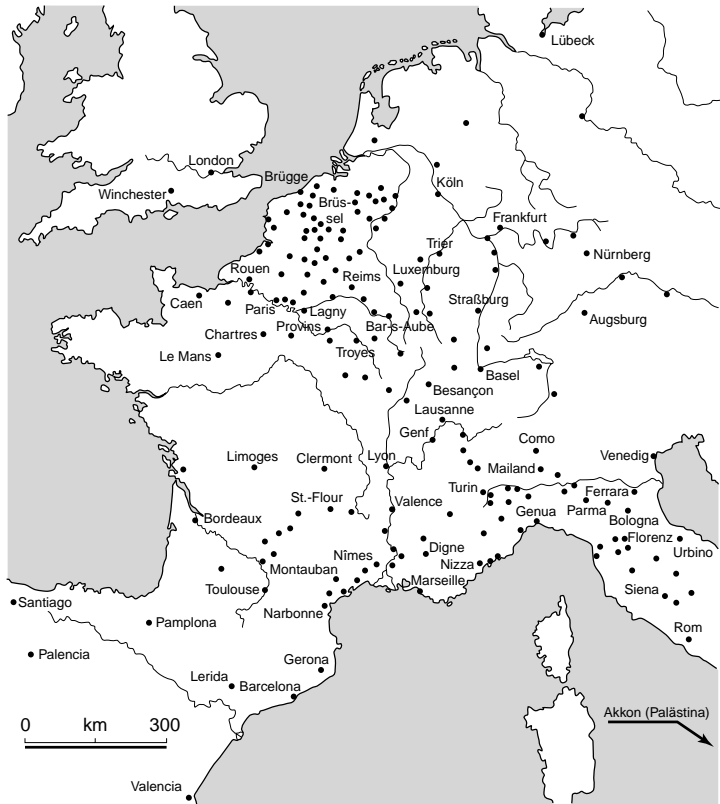 Lübeck
London
Brügge
Köln
Winchester
Brüs-
sel
Frankfurt
Trier
Nürnberg
Rouen
Reims
Luxemburg
Caen
Paris
Lagny
Straßburg
Chartres
Provins
Bar-s-Aube
Augsburg
Le Mans
Troyes
Basel
Besançon
Lausanne
Genf
Como
Limoges
Clermont
Lyon
Mailand
Venedig
St.-Flour
Valence
Turin
Ferrara
Bordeaux
Genua
Parma
Bologna
Florenz
Nîmes
Digne
Urbino
Montauban
Nizza
Toulouse
Marseille
Siena
Santiago
Narbonne
Pamplona
Rom
Palencia
Gerona
Lerida
Barcelona
Akkon (Palästina)
0 km 300
Valencia